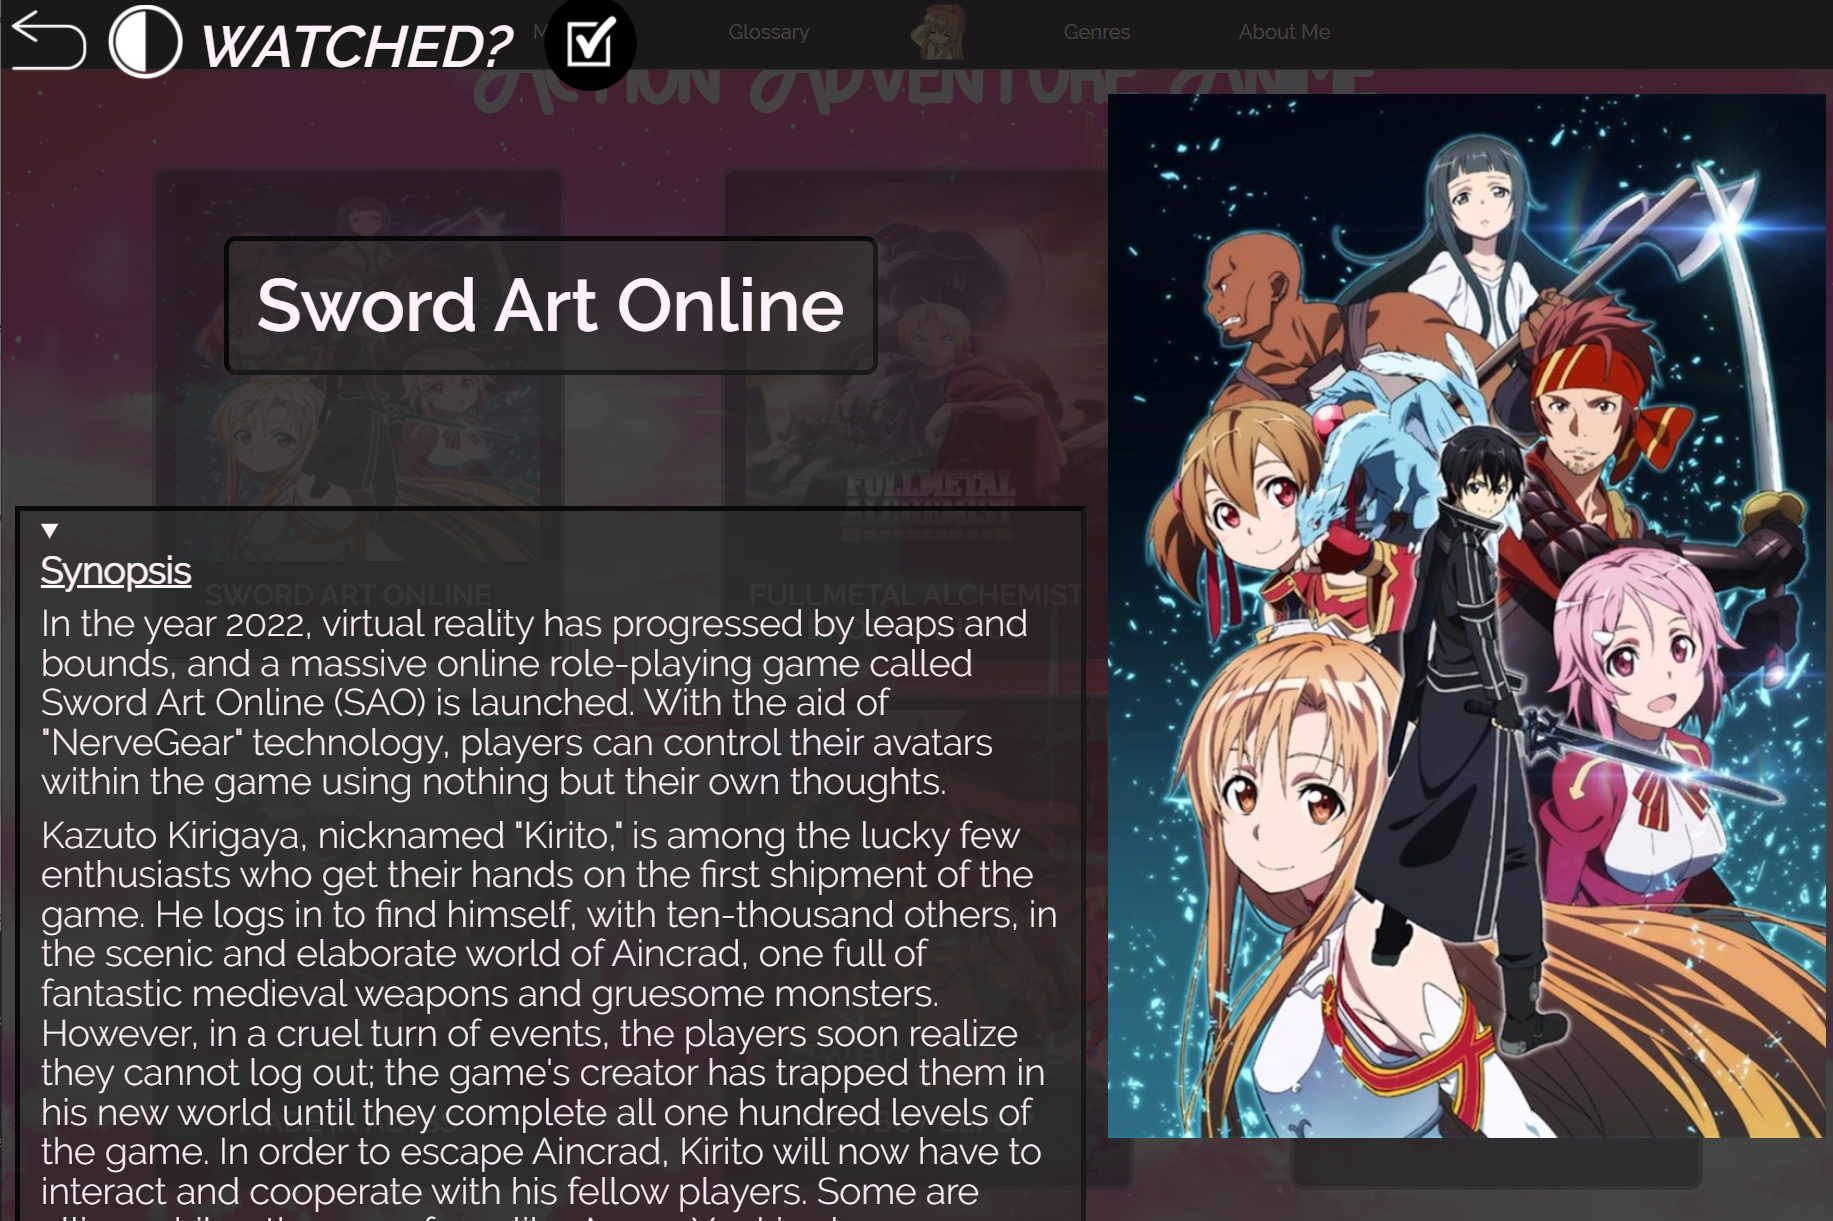 WATCHED?
Glossary
Genres
About Me
ACTION ADVENTURE ANIME
Sword Art Online
FULLMETAL
ALCHEMIST
BROTHERHOOD
SWORD ART ONLINE
FULLMETAL ALCHEMIST
Synopsis
In the year 2022, virtual reality has progressed by leaps and
bounds, and a massive online role-playing game called
Sword Art Online (SAO) is launched. With the aid of
"NerveGear" technology, players can control their avatars
within the game using nothing but their own thoughts.
Kazuto Kirigaya, nicknamed "Kirito," is among the lucky few
enthusiasts who get their hands on the first shipment of the
game. He logs in to find himself, with ten-thousand others, in
the scenic and elaborate world of Aincrad, one full of
fantastic medieval weapons and gruesome monsters.
However, in a cruel turn of events, the players soon realize
they cannot log out; the game's creator has trapped them in
his new world until they complete all one hundred levels of
the game. In order to escape Aincrad, Kirito will now have to
interact and cooperate with his fellow players. Some are